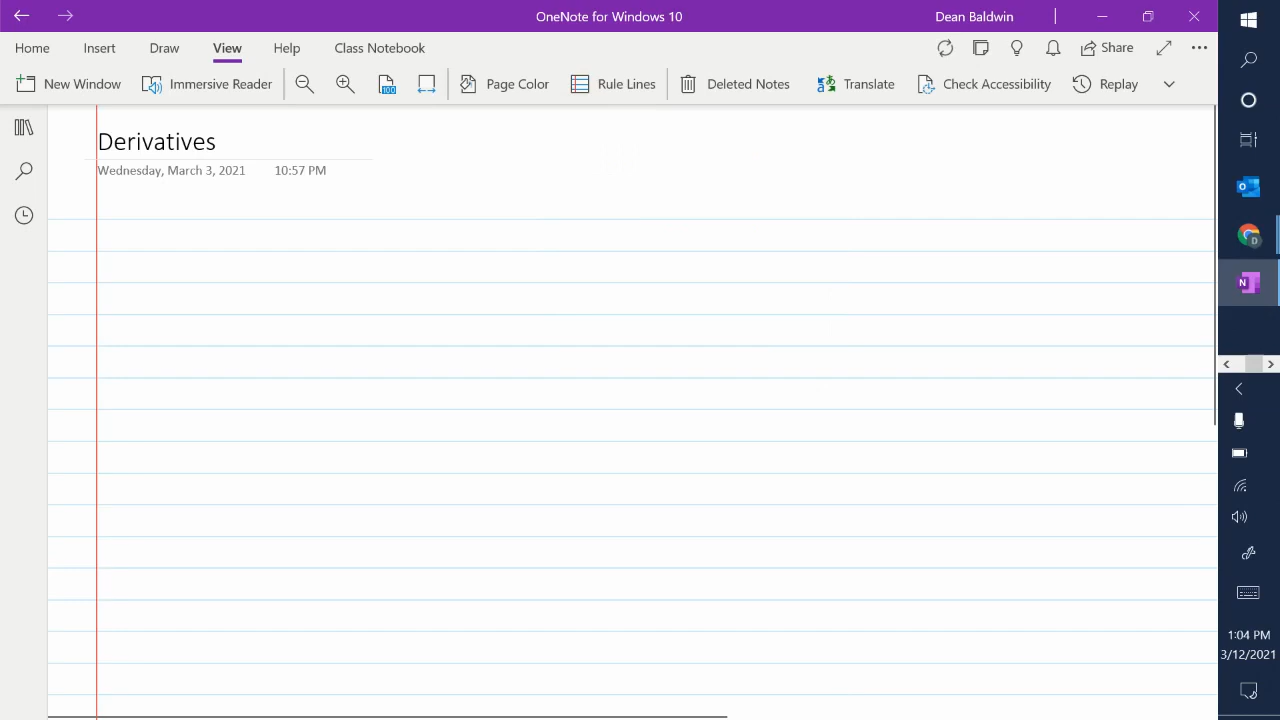 OneNote for Windows 10
Dean Baldwin
Home Insert Draw View Help Class Notebook Share
New Window Immersive Reader 100 Page Color Rule Lines Deleted Notes Translate Check Accessibility Replay
Derivatives
Wednesday, March 3, 2021 10:57 PM
1:04 PM
3/12/2021